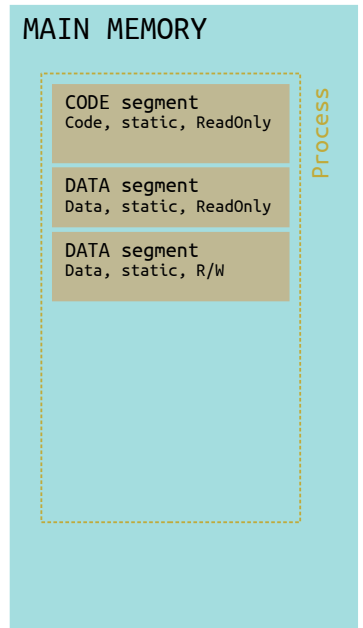 MAIN MEMORY
Process
CODE segment
Code, static, ReadOnly
DATA segment
Data, static, ReadOnly
DATA segment
Data, static, R/W